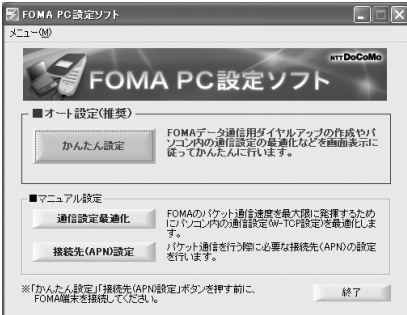 FOMA PC設定ソフト
メニュー(M)
NTT DoCoMo
FOMA PC設定ソフト
■オート設定(推奨)
かんたん設定
FOMAデータ通信用ダイヤルアップの作成やパ
ソコン内の通信設定の最適化などを画面表示に
従ってかんたんに行います。
■マニュアル設定
通信設定最適化
FOMAのパケット通信速度を最大限に発揮するため
にパソコン内の通信設定(W-TCP設定)を最適化しま
す。
接続先(APN)設定
パケット通信を行う際に必要な接続先(APN)の設定
を行います。
※「かんたん設定」「接続先(APN)設定」ボタンを押す前に、
FOMA端末を接続してください。
終了